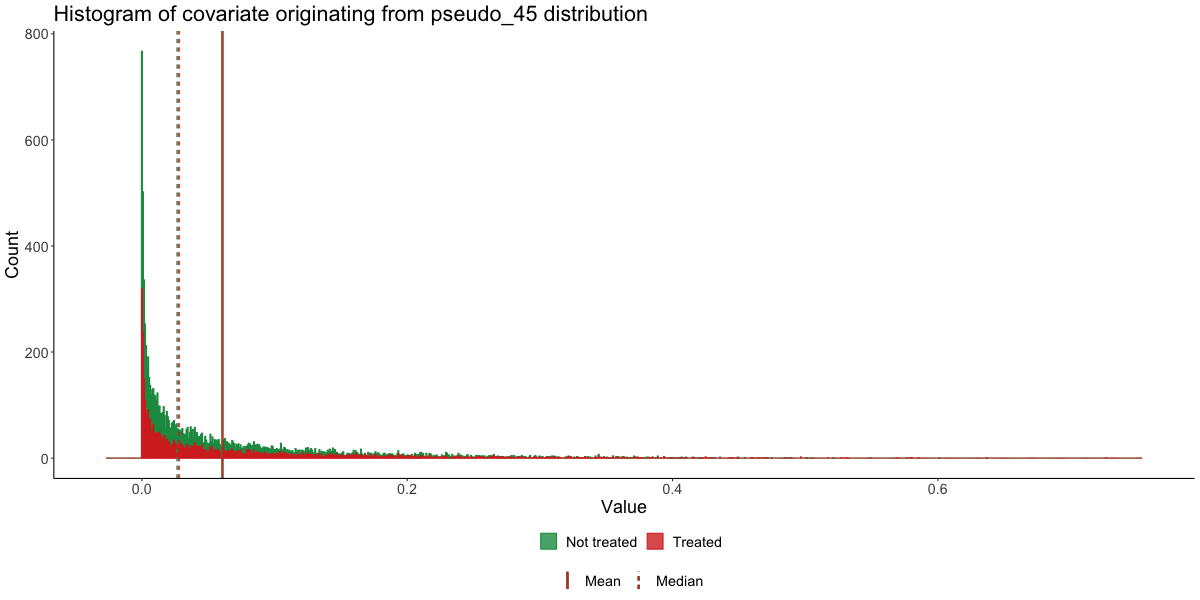 Histogram of covariate originating from pseudo_45 distribution
800
600
400
200
0
Count
0.0 0.2 0.4 0.6
Value
Not treated Treated
Mean Median